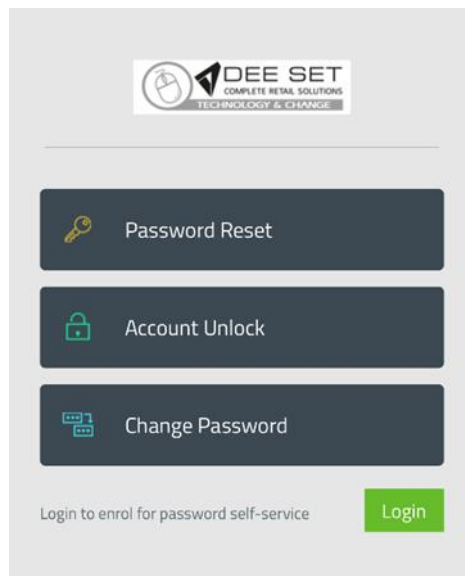 DEE SET
COMPLETE RETAIL SOLUTIONS
TECHNOLOGY & CHANGE
Password Reset
Account Unlock
Change Password
Login to enrol for password self-service
Login